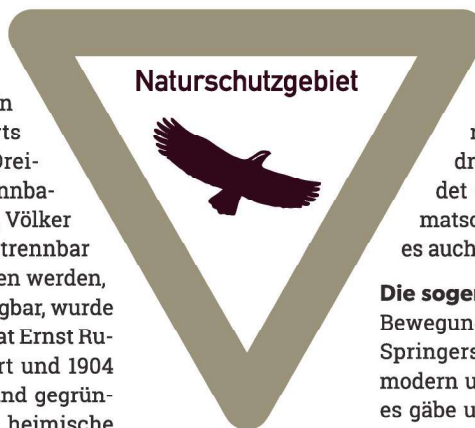 Naturschutzgebiet
n
rts
Drei-
nnba-
Völker
trennbar
en werden,
gbar, wurde
at Ernst Ru-
rt und 1904
nd gegrün-
heimische
r
dr
det
matsc
es auch
Die soger
Bewegun
Springers
modern u
es gäbe u